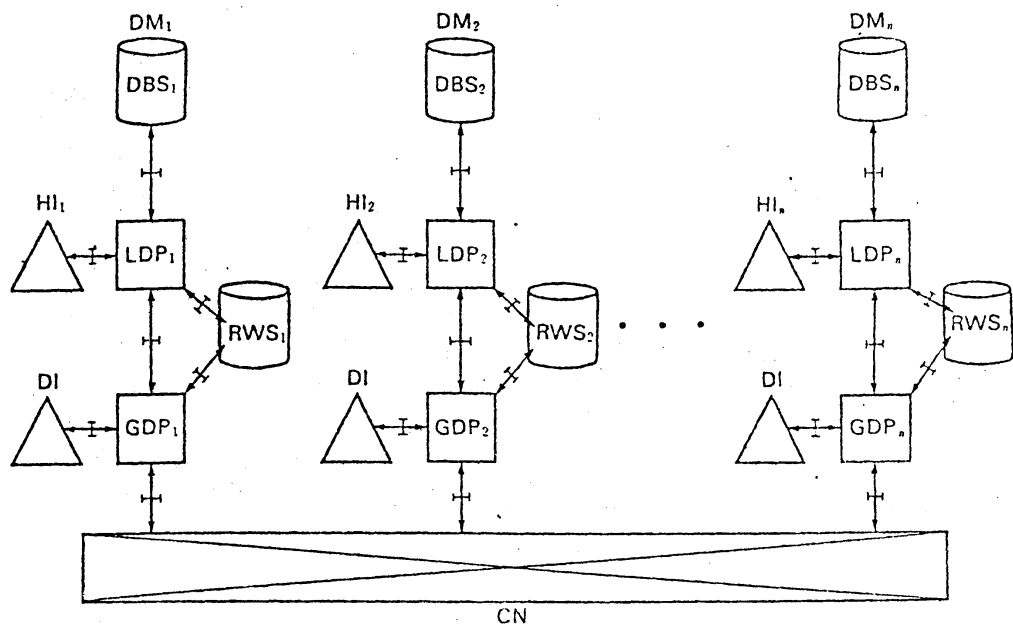 DM₁ DM₂ DMₙ
DBS₁ DBS₂ DBSₙ
HI₁ HI₂ HIₙ
LDP₁ LDP₂ LDPₙ
RWS₁ RWS₂ • • • RWSₙ
DI DI DI
GDP₁ GDP₂ GDPₙ
CN